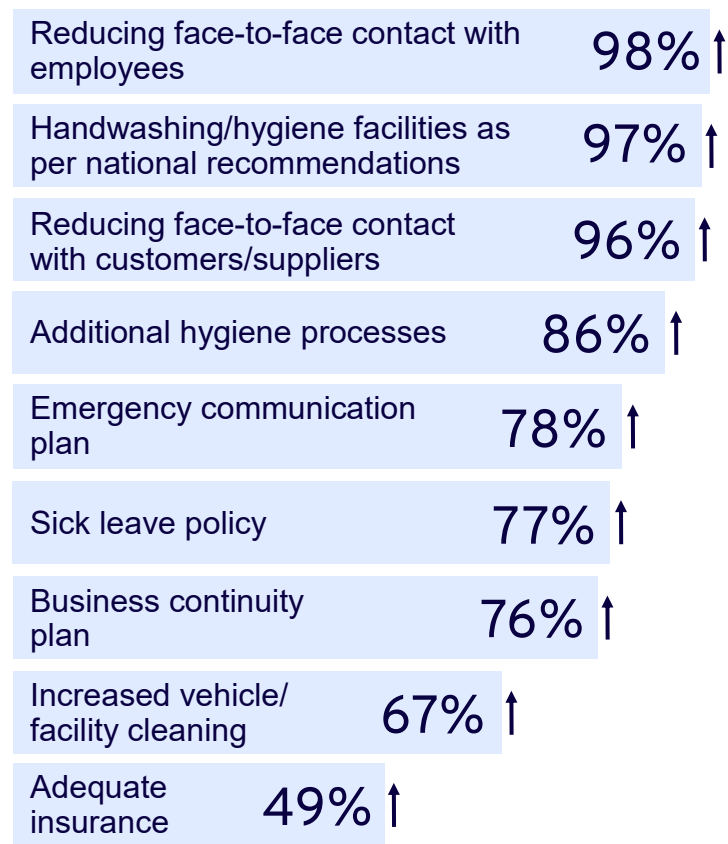 Reducing face-to-face contact with
employees
98%
Handwashing/hygiene facilities as
per national recommendations
97%
Reducing face-to-face contact
with customers/suppliers
96%
Additional hygiene processes
86%
Emergency communication
plan
78%
Sick leave policy
77%
Business continuity
plan
76%
Increased vehicle/
facility cleaning
67%
Adequate
insurance
49%